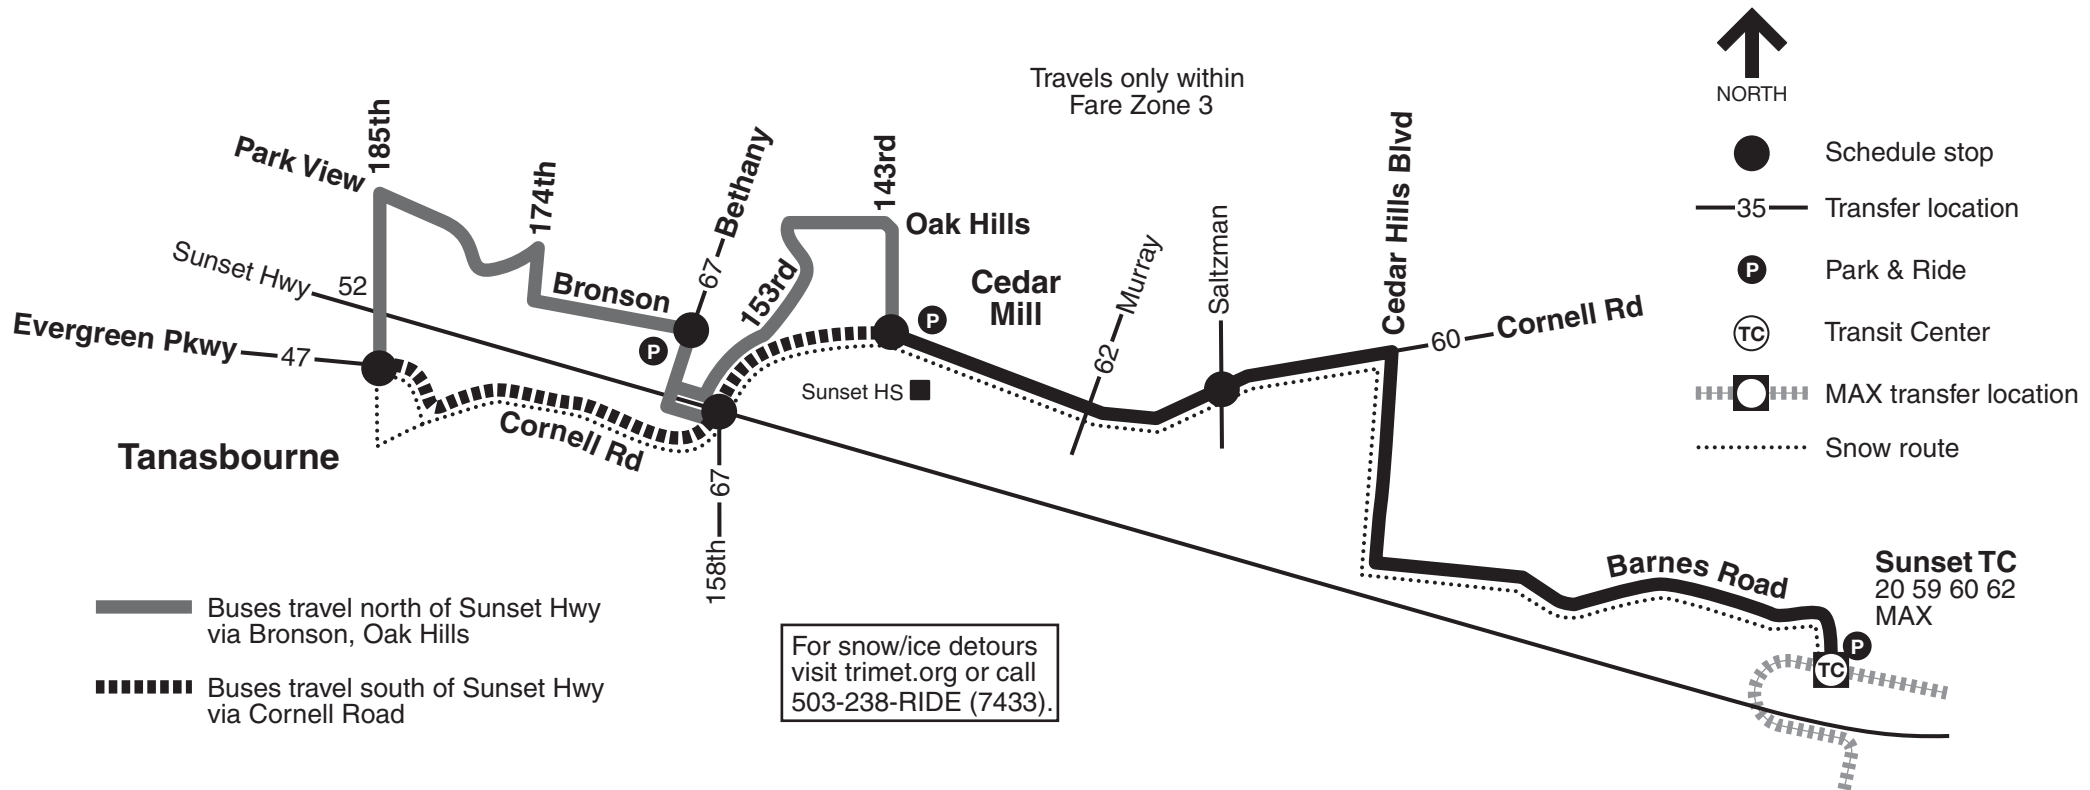 NORTH
Schedule stop
35
Transfer location
P
Park & Ride
TC
Transit Center
MAX transfer location
Snow route
Travels only within
Fare Zone 3
Park View
185th
174th
Bethany
67
143rd
Oak Hills
153rd
Bronson
Sunset Hwy
52
Evergreen Pkwy
47
P
P
Cedar
Mill
Sunset HS
Murray
62
Saltzman
Cedar Hills Blvd
60
Cornell Rd
Cornell Rd
Tanasbourne
67
158th
Barnes Road
Sunset TC
20 59 60 62
MAX
P
TC
Buses travel north of Sunset Hwy
via Bronson, Oak Hills
Buses travel south of Sunset Hwy
via Cornell Road
For snow/ice detours
visit trimet.org or call
503-238-RIDE (7433).